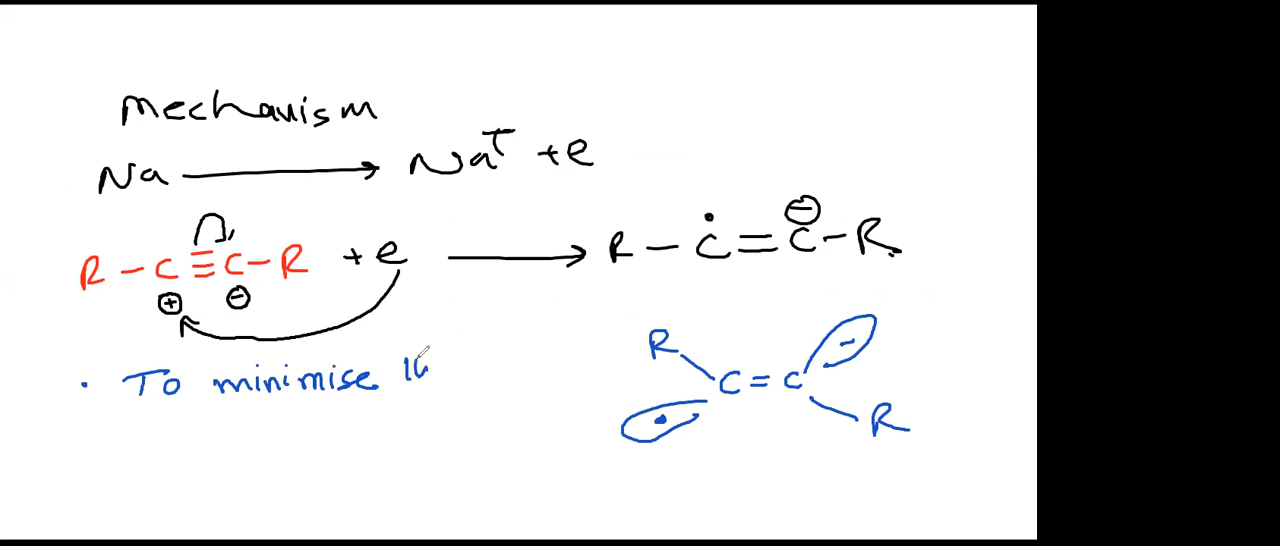 Mechanism
Na → Na⁺ + e
R – C ≡ C – R + e → R – Ċ = C – R
⊕ ⊖ ⊖
R
C = C –
• R
• To minimise